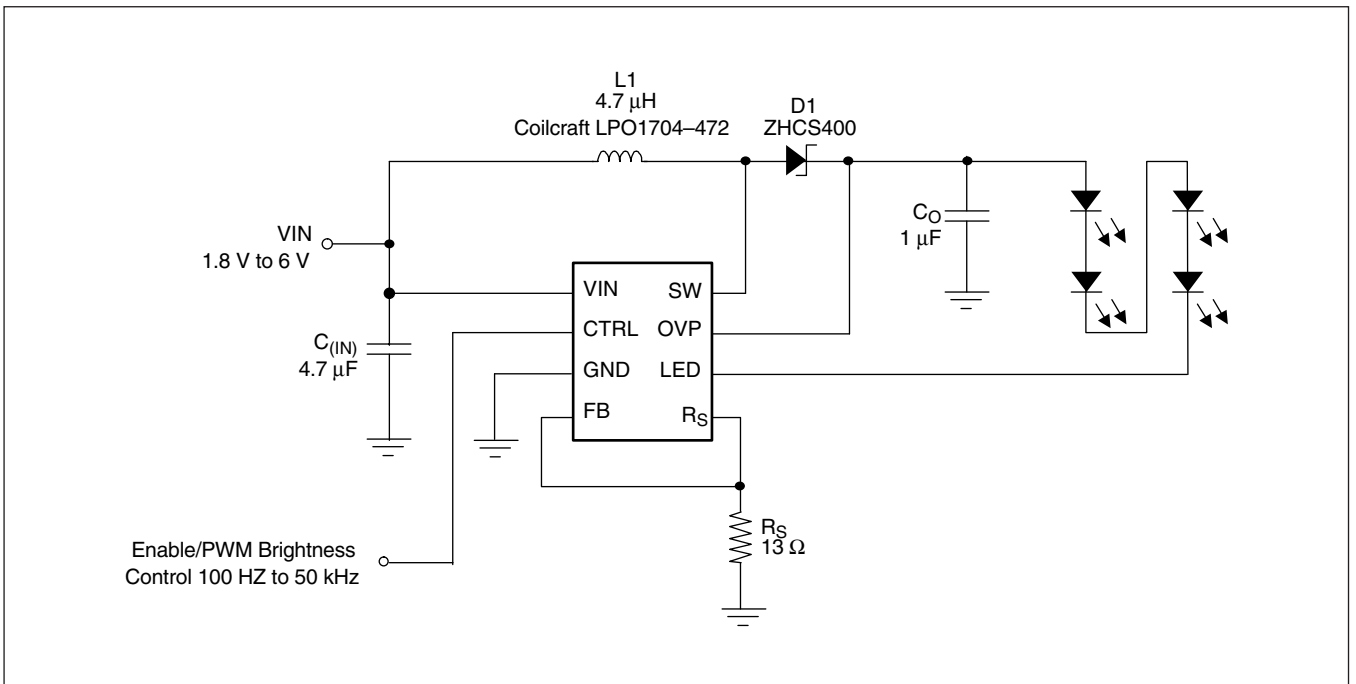 L1
4.7 μH
Coilcraft LPO1704–472
D1
ZHCS400
VIN
1.8 V to 6 V
C(IN)
4.7 μF
CO
1 μF
VIN
SW
CTRL
OVP
GND
LED
FB
RS
RS
13 Ω
Enable/PWM Brightness
Control 100 HZ to 50 kHz